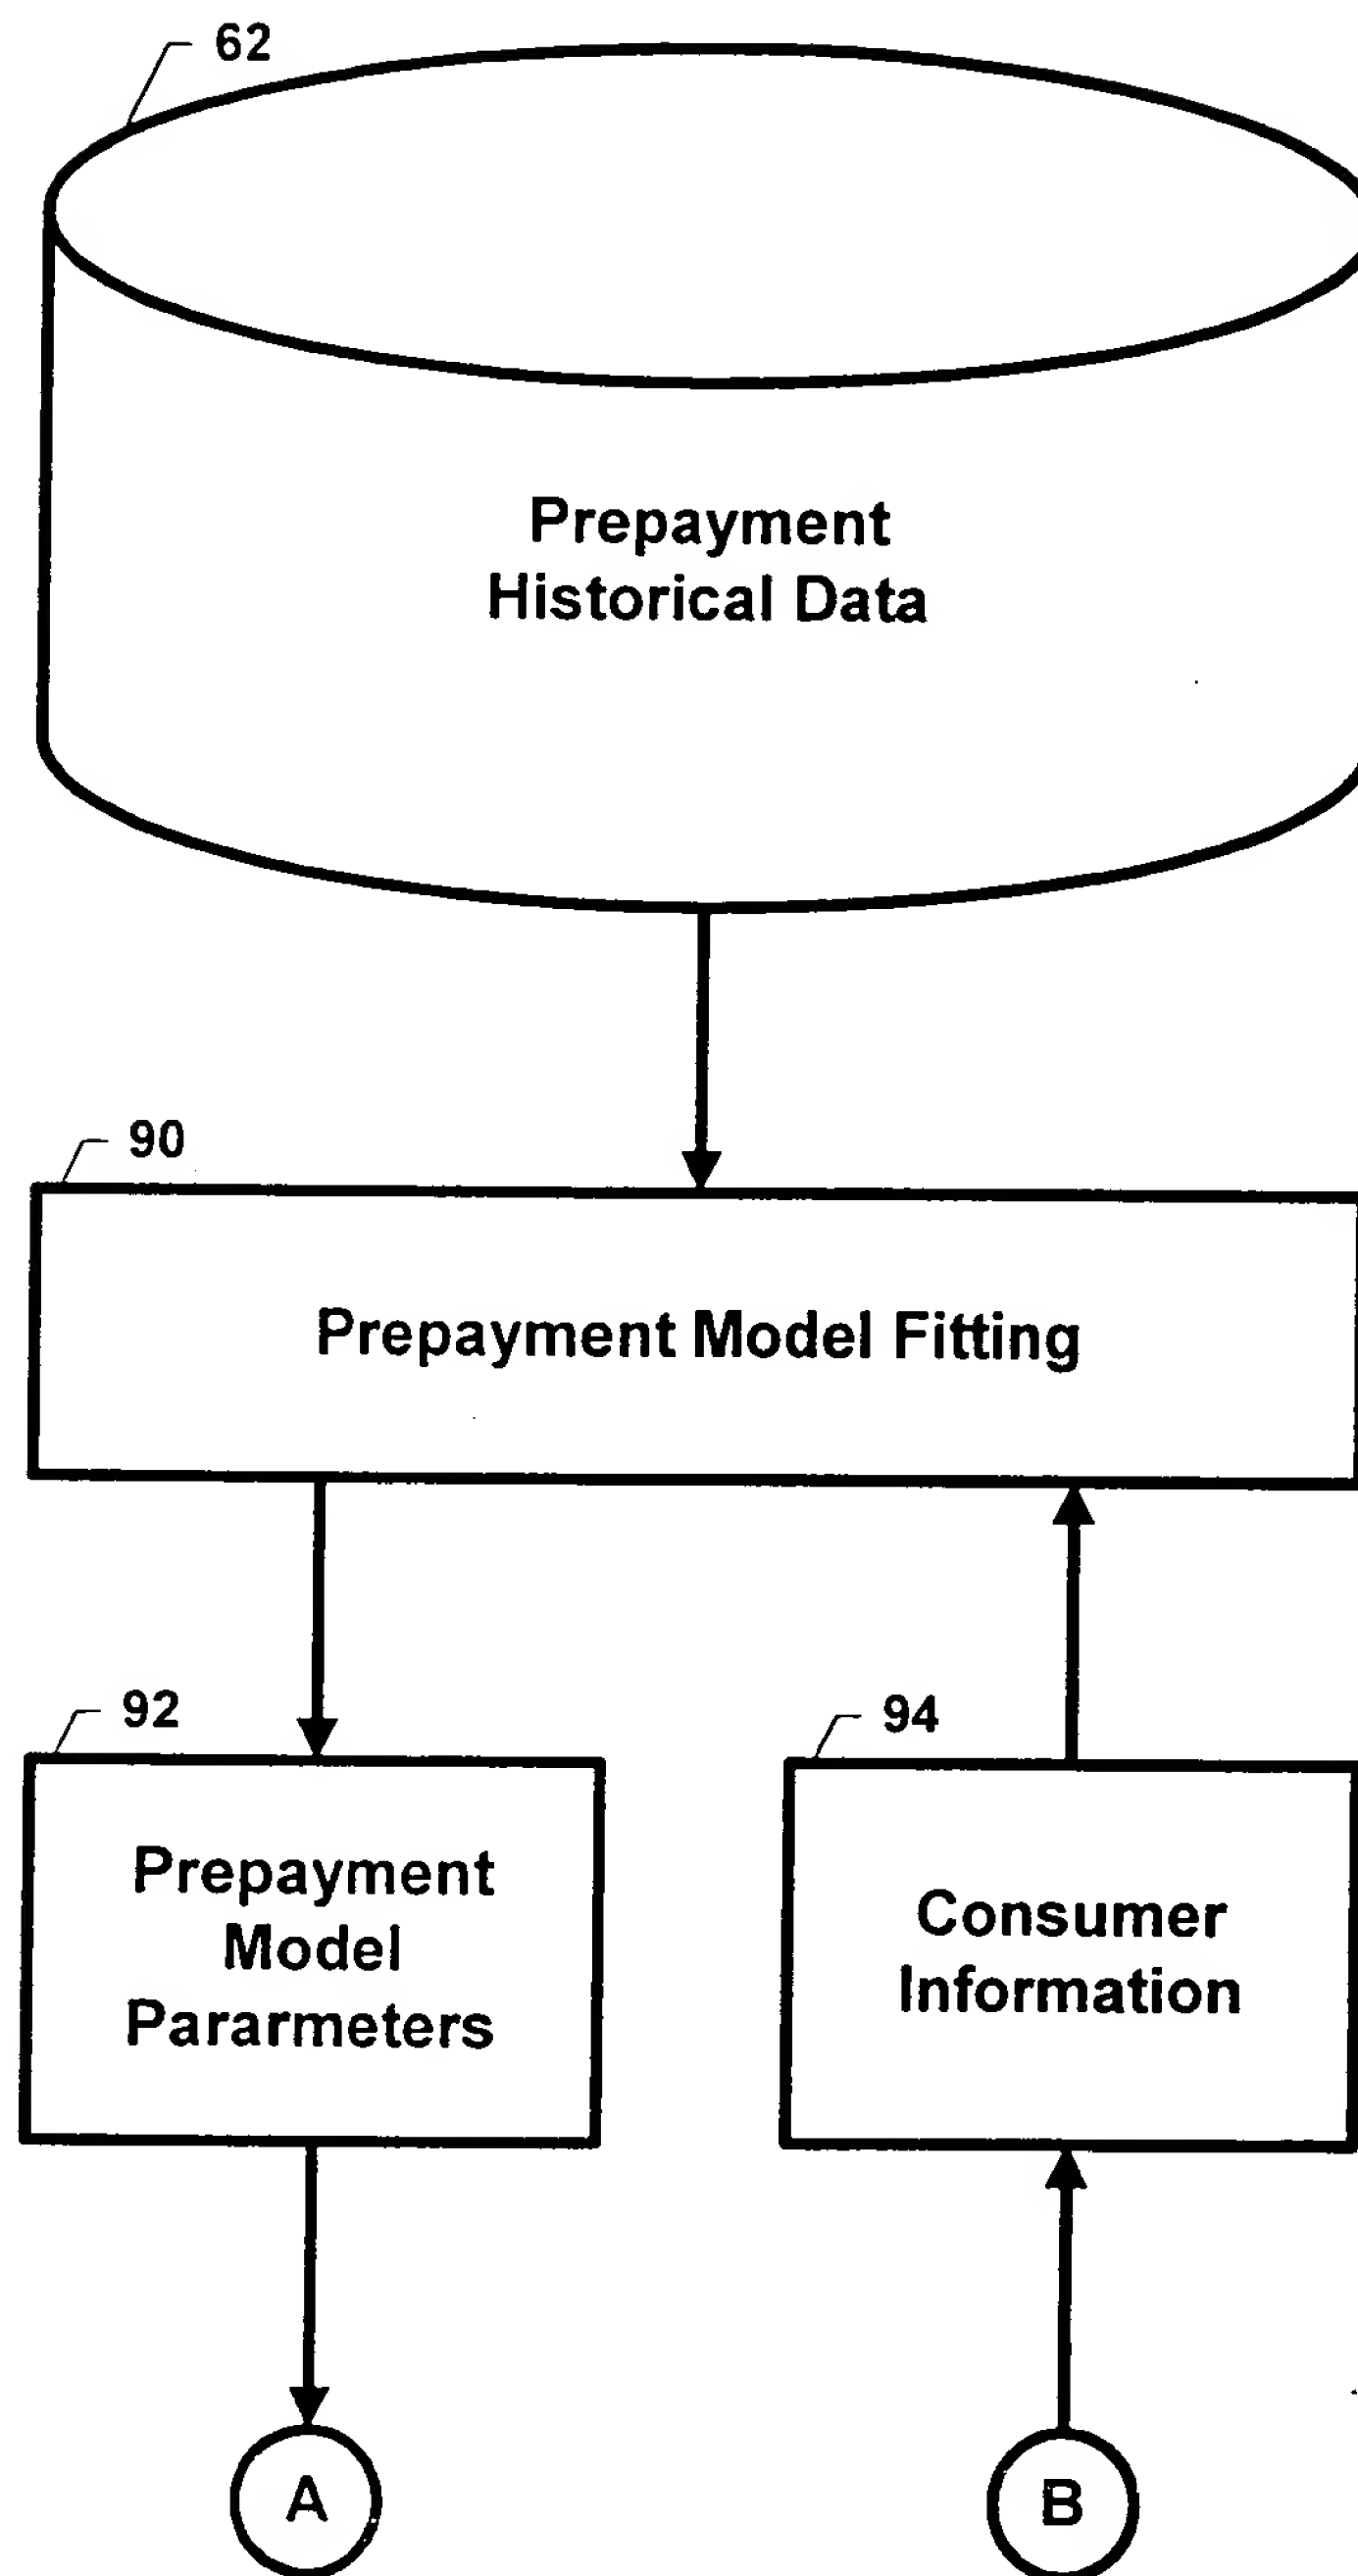 62
Prepayment
Historical Data
90
Prepayment Model Fitting
92
Prepayment
Model
Pararmeters
94
Consumer
Information
A
B